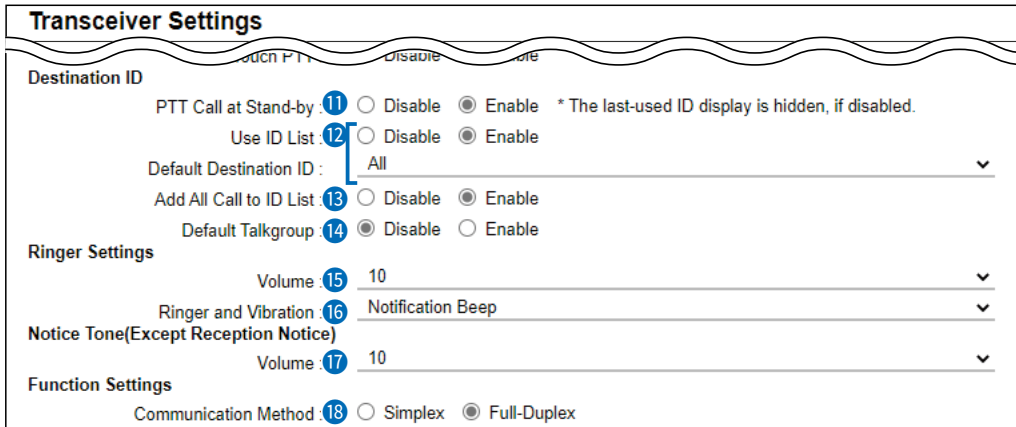 Transceiver Settings
Destination ID
PTT Call at Stand-by : 11 Disable Enable * The last-used ID display is hidden, if disabled.
Use ID List : 12 Disable Enable
Default Destination ID : All
Add All Call to ID List : 13 Disable Enable
Default Talkgroup : 14 Disable Enable
Ringer Settings
Volume : 15 10
Ringer and Vibration : 16 Notification Beep
Notice Tone(Except Reception Notice)
Volume : 17 10
Function Settings
Communication Method : 18 Simplex Full-Duplex